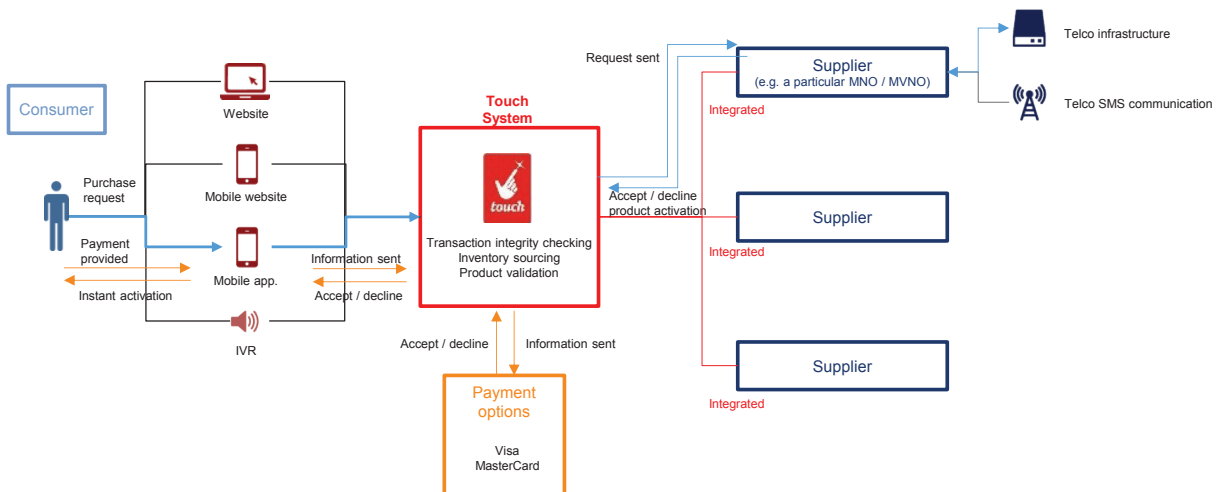 Consumer
Purchase
request
Payment
provided
Instant activation
Website
Mobile website
Mobile app.
IVR
Information sent
Accept / decline
Touch
System
touch
Transaction integrity checking
Inventory sourcing
Product validation
Accept / decline
Information sent
Payment
options
Visa
MasterCard
Request sent
Accept / decline
product activation
Supplier
(e.g. a particular MNO / MVNO)
Integrated
Telco infrastructure
Telco SMS communication
Supplier
Integrated
Supplier
Integrated